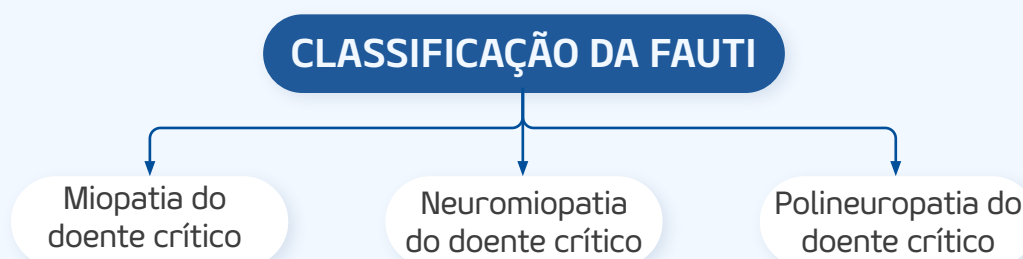 CLASSIFICAÇÃO DA FAUTI
Miopatia do
doente crítico
Neuromiopatia
do doente crítico
Polineuropatia do
doente crítico